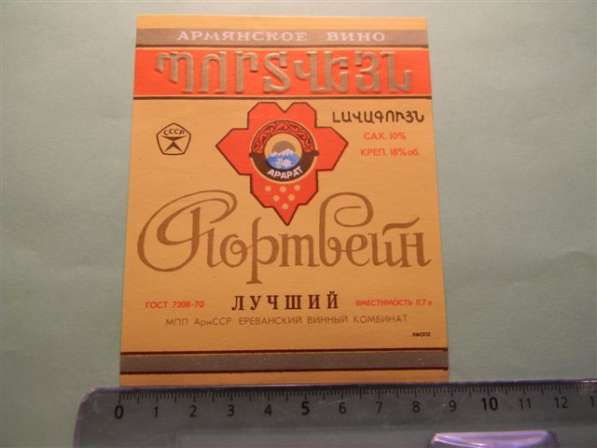 АРМЯНСКОЕ ВИНО
ՊՈՐՏՎԵՅՆ
ԼԱՎԱԳՈՒՅՆ
СССР
САХ. 10%
КРЕП. 18% об.
АРАРАТ
Портвейн
ГОСТ 7208-70 ЛУЧШИЙ ВМЕСТИМОСТЬ 0,7 л
МПП АрмССР ЕРЕВАНСКИЙ ВИННЫЙ КОМБИНАТ
0 1 2 3 4 5 6 7 8 9 10 11 12 13